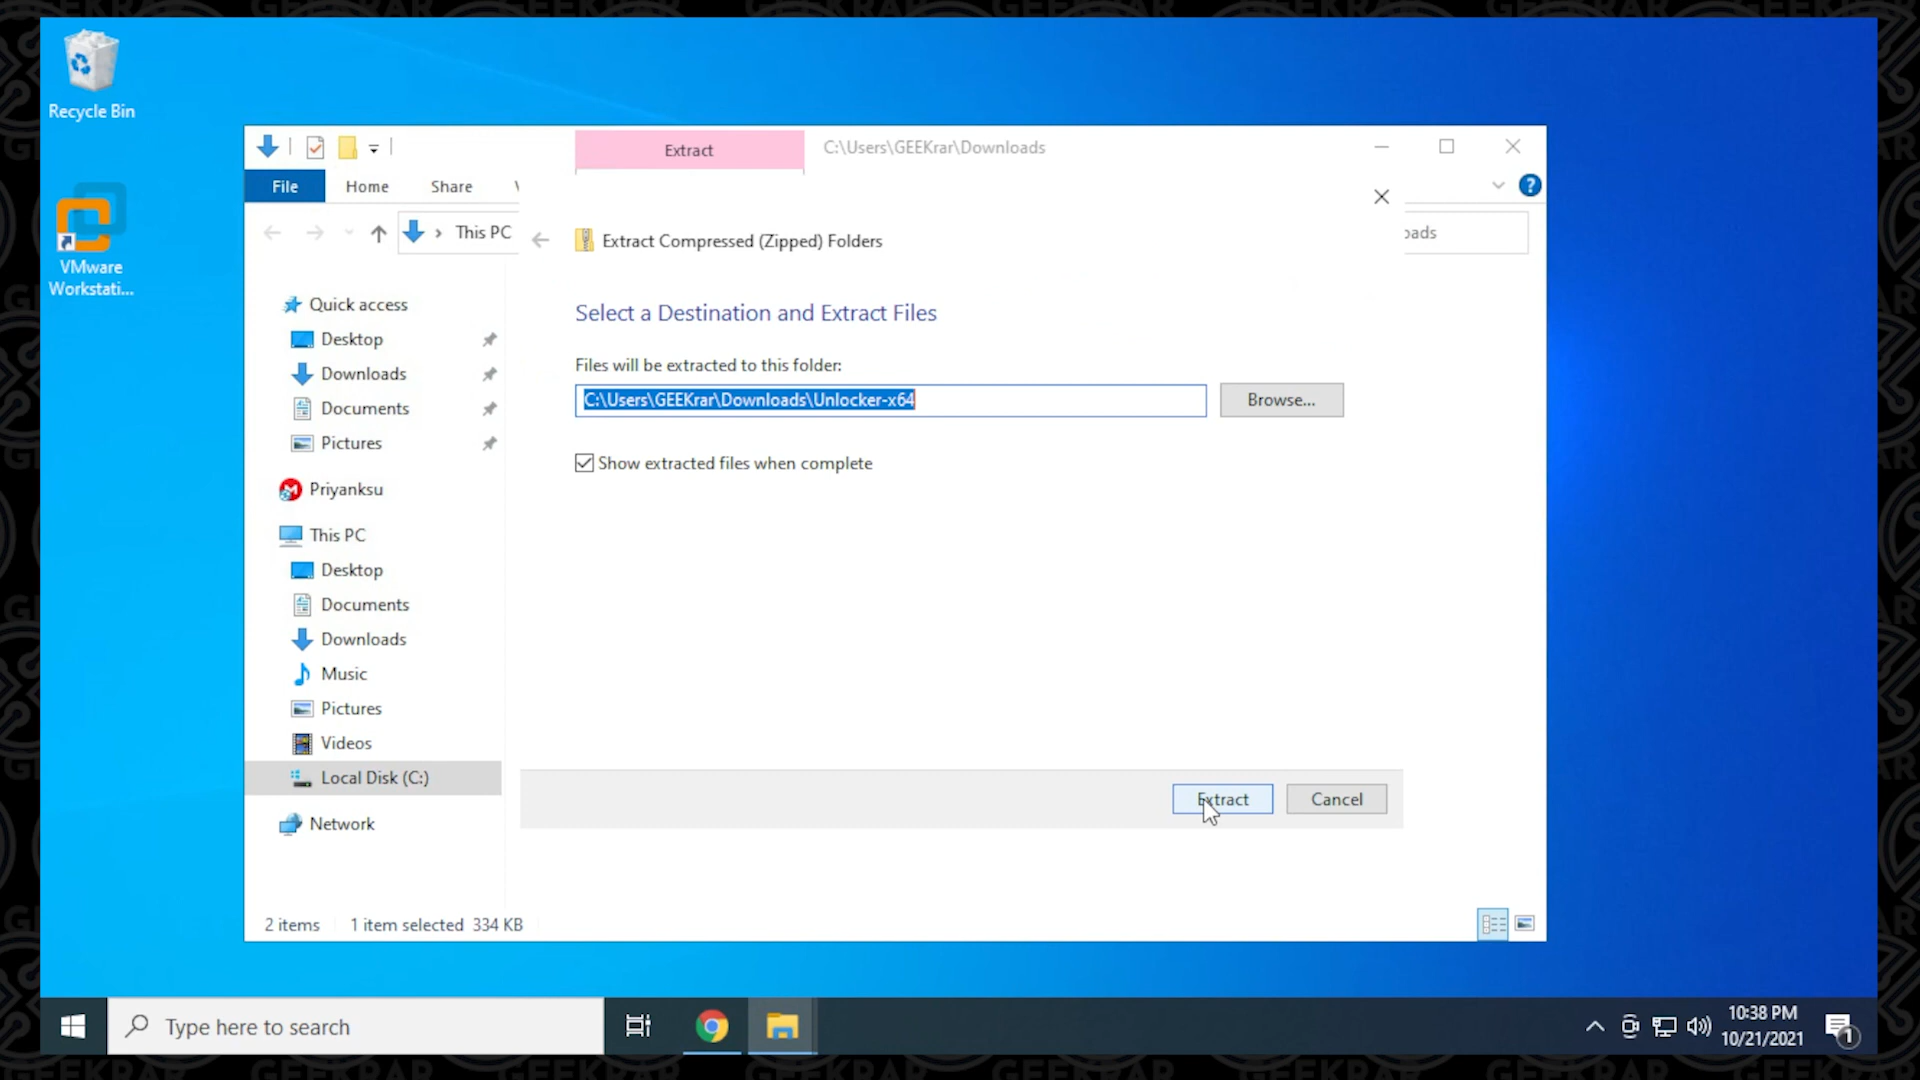 Recycle Bin
VMware
Workstati...
Extract
C:\Users\GEEKrar\Downloads
File
Home
Share
This PC
Extract Compressed (Zipped) Folders
Select a Destination and Extract Files
Files will be extracted to this folder:
C:\Users\GEEKrar\Downloads\Unlocker-x64
Browse...
Show extracted files when complete
Quick access
Desktop
Downloads
Documents
Pictures
Priyanksu
This PC
Desktop
Documents
Downloads
Music
Pictures
Videos
Local Disk (C:)
Network
Extract
Cancel
2 items
1 item selected 334 KB
Type here to search
10:38 PM
10/21/2021
1